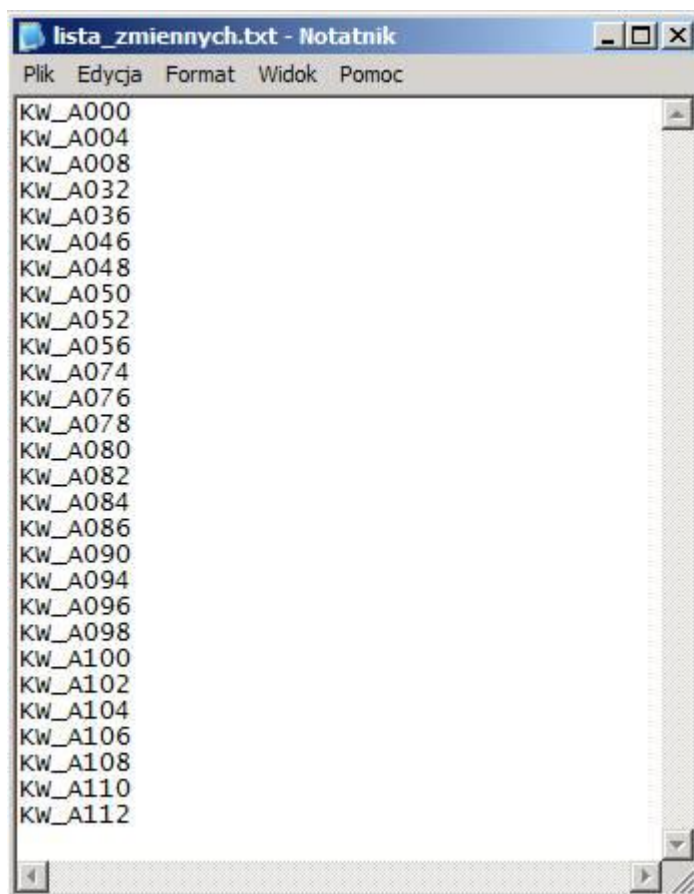 lista_zmiennych.txt - Notatnik
Plik Edycja Format Widok Pomoc
KW_A000
KW_A004
KW_A008
KW_A032
KW_A036
KW_A046
KW_A048
KW_A050
KW_A052
KW_A056
KW_A074
KW_A076
KW_A078
KW_A080
KW_A082
KW_A084
KW_A086
KW_A090
KW_A094
KW_A096
KW_A098
KW_A100
KW_A102
KW_A104
KW_A106
KW_A108
KW_A110
KW_A112